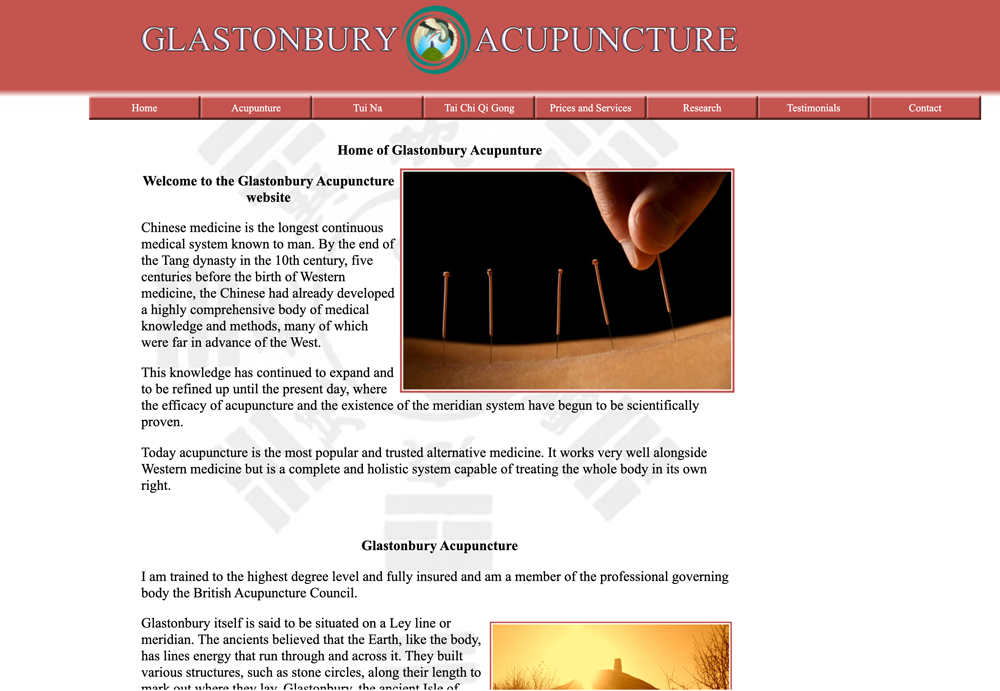 GLASTONBURY ACUPUNCTURE
Home Acupunture Tui Na Tai Chi Qi Gong Prices and Services Research Testimonials Contact
Home of Glastonbury Acupunture
Welcome to the Glastonbury Acupuncture
website
Chinese medicine is the longest continuous
medical system known to man. By the end of
the Tang dynasty in the 10th century, five
centuries before the birth of Western
medicine, the Chinese had already developed
a highly comprehensive body of medical
knowledge and methods, many of which
were far in advance of the West.
This knowledge has continued to expand and
to be refined up until the present day, where
the efficacy of acupuncture and the existence of the meridian system have begun to be scientifically
proven.
Today acupuncture is the most popular and trusted alternative medicine. It works very well alongside
Western medicine but is a complete and holistic system capable of treating the whole body in its own
right.
Glastonbury Acupuncture
I am trained to the highest degree level and fully insured and am a member of the professional governing
body the British Acupuncture Council.
Glastonbury itself is said to be situated on a Ley line or
meridian. The ancients believed that the Earth, like the body,
has lines energy that run through and across it. They built
various structures, such as stone circles, along their length to
mark out where they lay. Glastonbury, the ancient Isle of